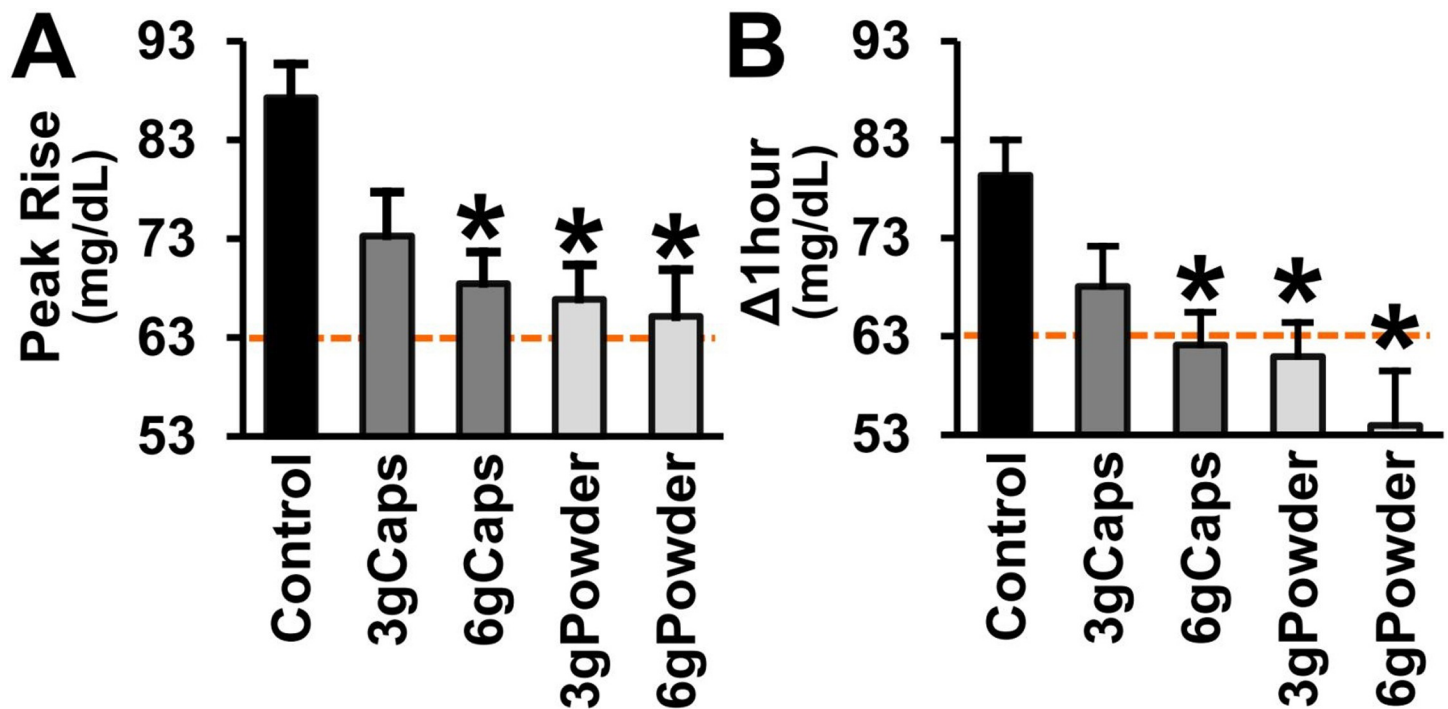 A
Peak Rise
(mg/dL)
93
83
73
63
53
*
*
*
Control
3gCaps
6gCaps
3gPowder
6gPowder
B
Δ1hour
(mg/dL)
93
83
73
63
53
*
*
*
Control
3gCaps
6gCaps
3gPowder
6gPowder